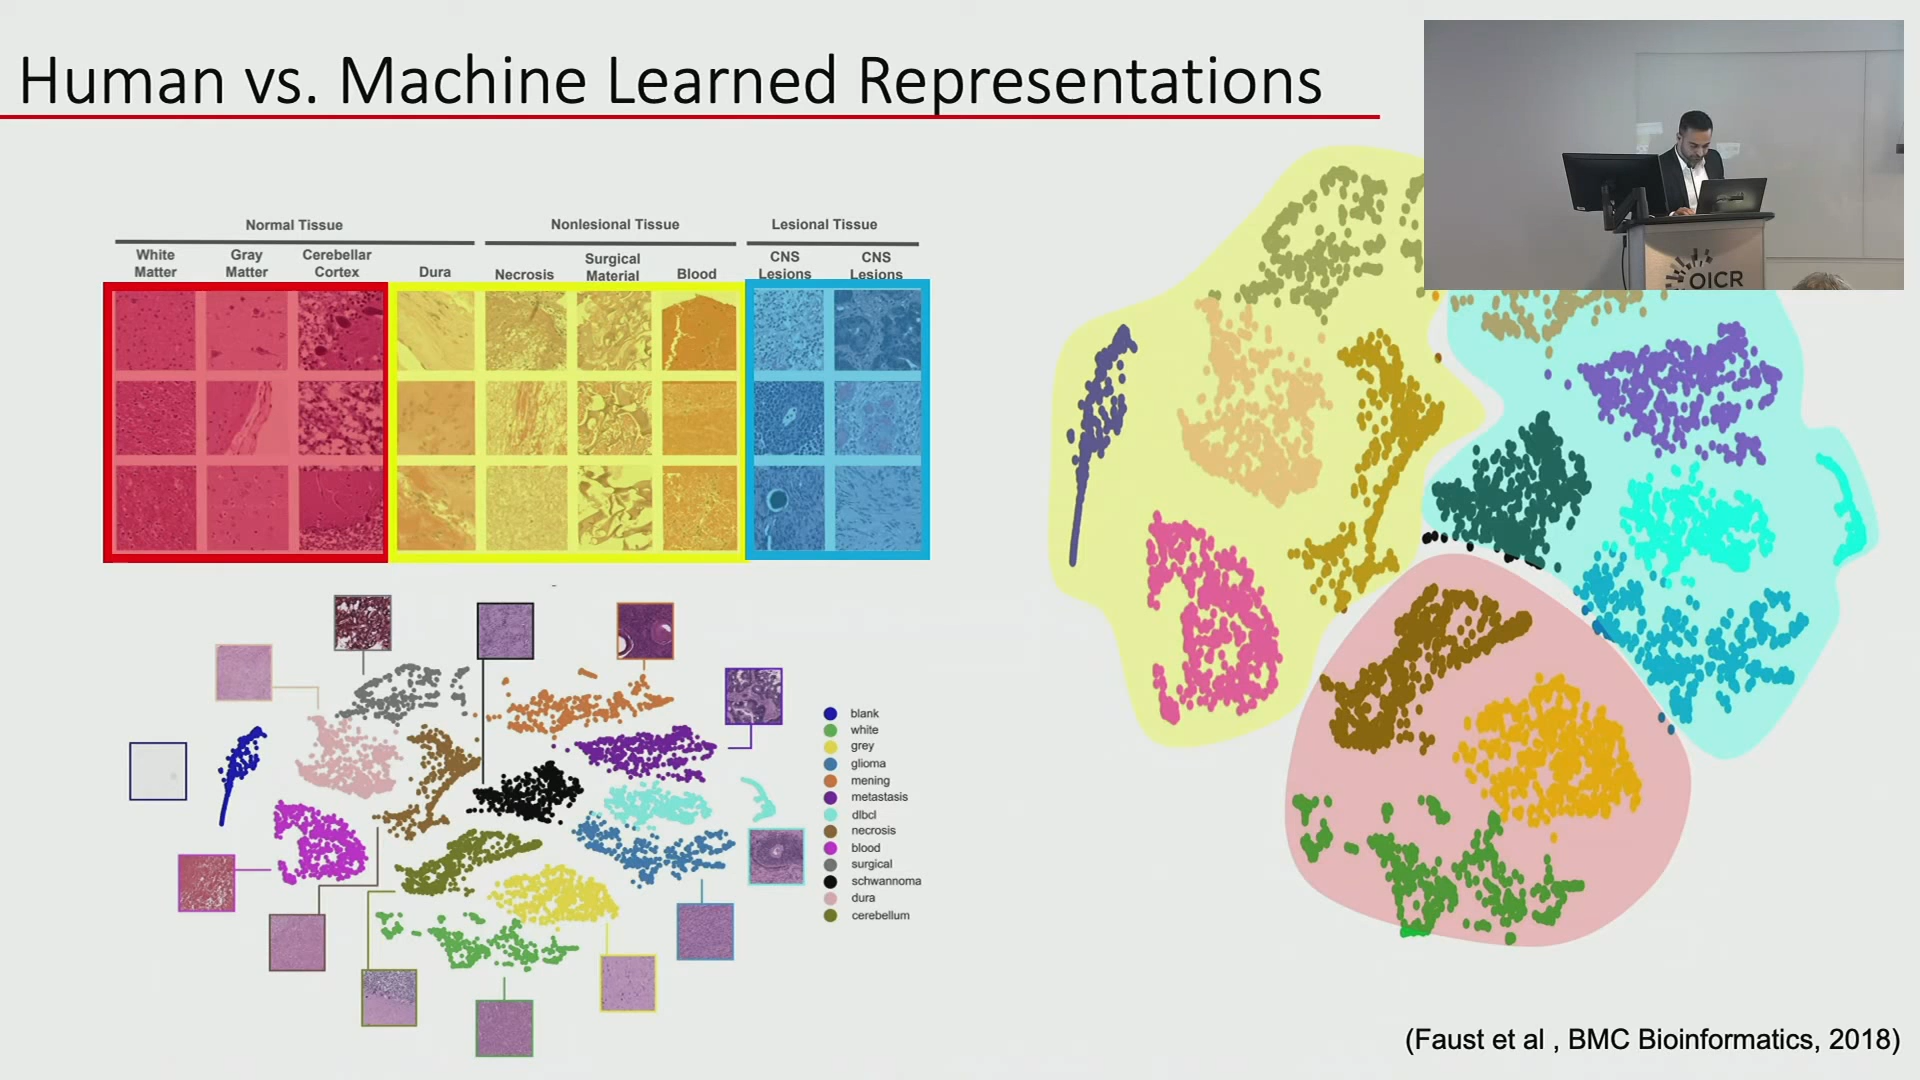 Human vs. Machine Learned Representations
Normal Tissue
Nonlesional Tissue
Lesional Tissue
White
Matter
Gray
Matter
Cerebellar
Cortex
Dura
Necrosis
Surgical
Material
Blood
CNS
Lesions
CNS
Lesions
blank
white
grey
glioma
mening
metastasis
dlbcl
necrosis
blood
surgical
schwannoma
dura
cerebellum
OICR
(Faust et al , BMC Bioinformatics, 2018)